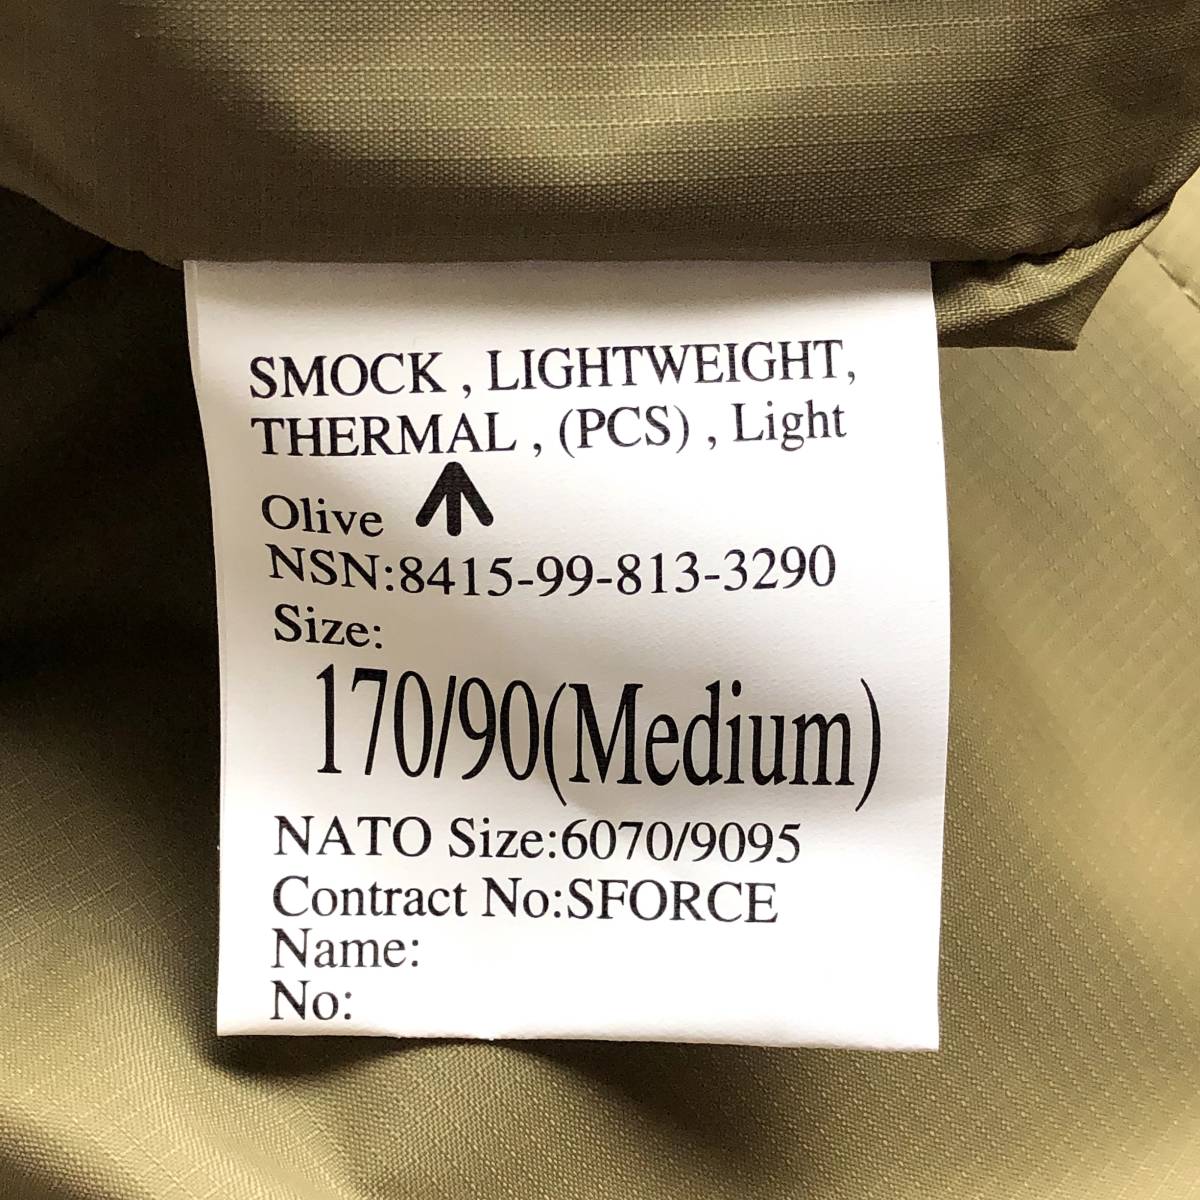 SMOCK , LIGHTWEIGHT,
THERMAL , (PCS) , Light
Olive
NSN:8415-99-813-3290
Size:
170/90(Medium)
NATO Size:6070/9095
Contract No:SFORCE
Name:
No: